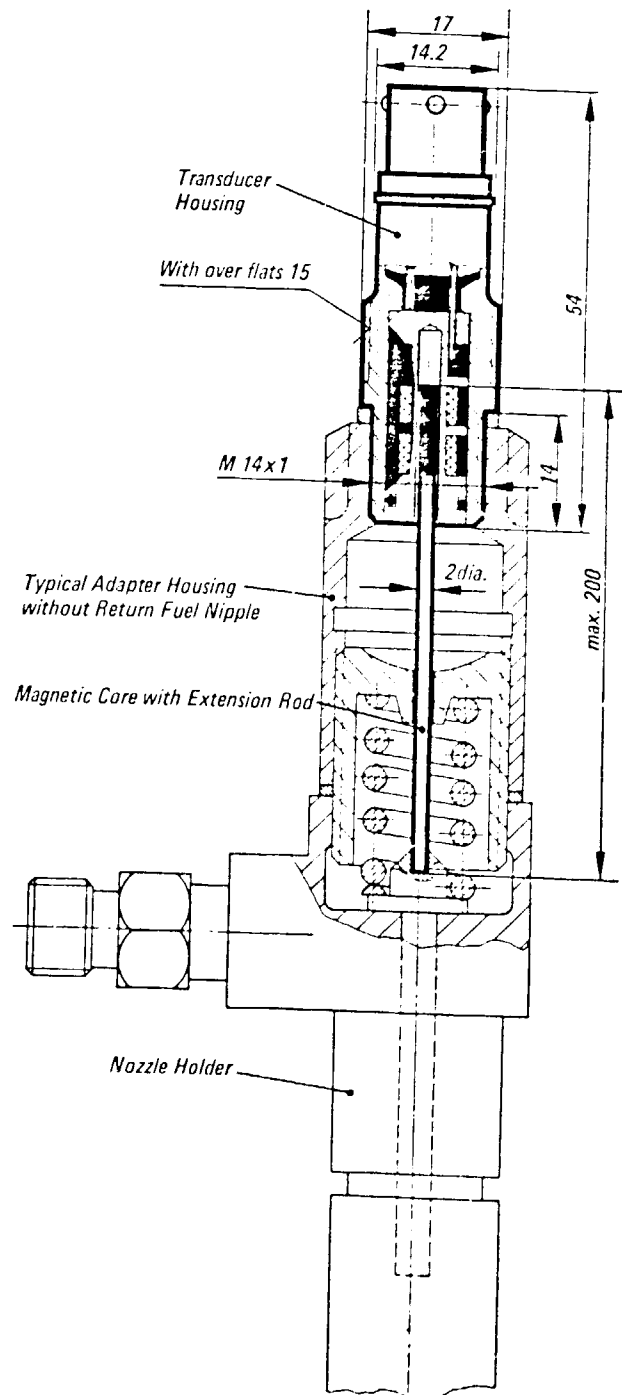 17
14.2
Transducer
Housing
With over flats 15
54
M 14x1
14
Typical Adapter Housing
without Return Fuel Nipple
2dia.
max. 200
Magnetic Core with Extension Rod
Nozzle Holder